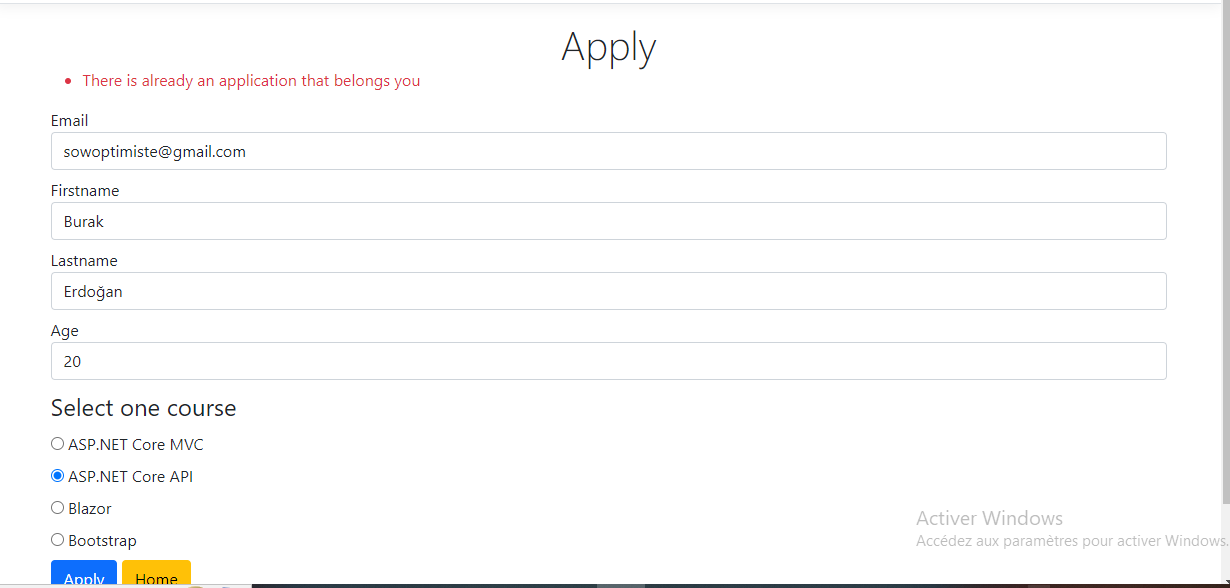 Apply
There is already an application that belongs you
Email
sowoptimiste@gmail.com
Firstname
Burak
Lastname
Erdoğan
Age
20
Select one course
ASP.NET Core MVC
ASP.NET Core API
Blazor
Bootstrap
Activer Windows
Accédez aux paramètres pour activer Windows.
Apply Home